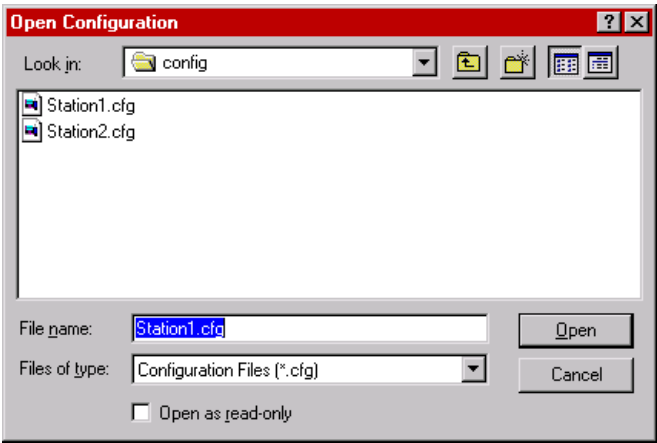 Open Configuration
Look in: config
Station1.cfg
Station2.cfg
File name: Station1.cfg Open
Files of type: Configuration Files (*.cfg) Cancel
Open as read-only